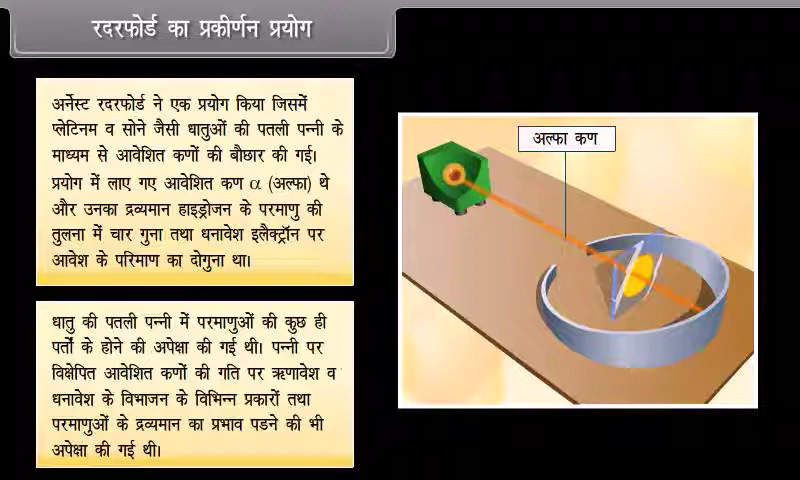 रदरफोर्ड का प्रकीर्णन प्रयोग
अर्नेस्ट रदरफोर्ड ने एक प्रयोग किया जिसमें
प्लेटिनम व सोने जैसी धातुओं की पतली पन्नी के
माध्यम से आवेशित कणों की बौछार की गई।
प्रयोग में लाए गए आवेशित कण α (अल्फा) थे
और उनका द्रव्यमान हाइड्रोजन के परमाणु की
तुलना में चार गुना तथा धनावेश इलैक्ट्रॉन पर
आवेश के परिमाण का दोगुना था।
धातु की पतली पन्नी में परमाणुओं की कुछ ही
पर्तों के होने की अपेक्षा की गई थी। पन्नी पर
विक्षेपित आवेशित कणों की गति पर ऋणावेश व
धनावेश के विभाजन के विभिन्न प्रकारों तथा
परमाणुओं के द्रव्यमान का प्रभाव पडने की भी
अपेक्षा की गई थी।
अल्फा कण